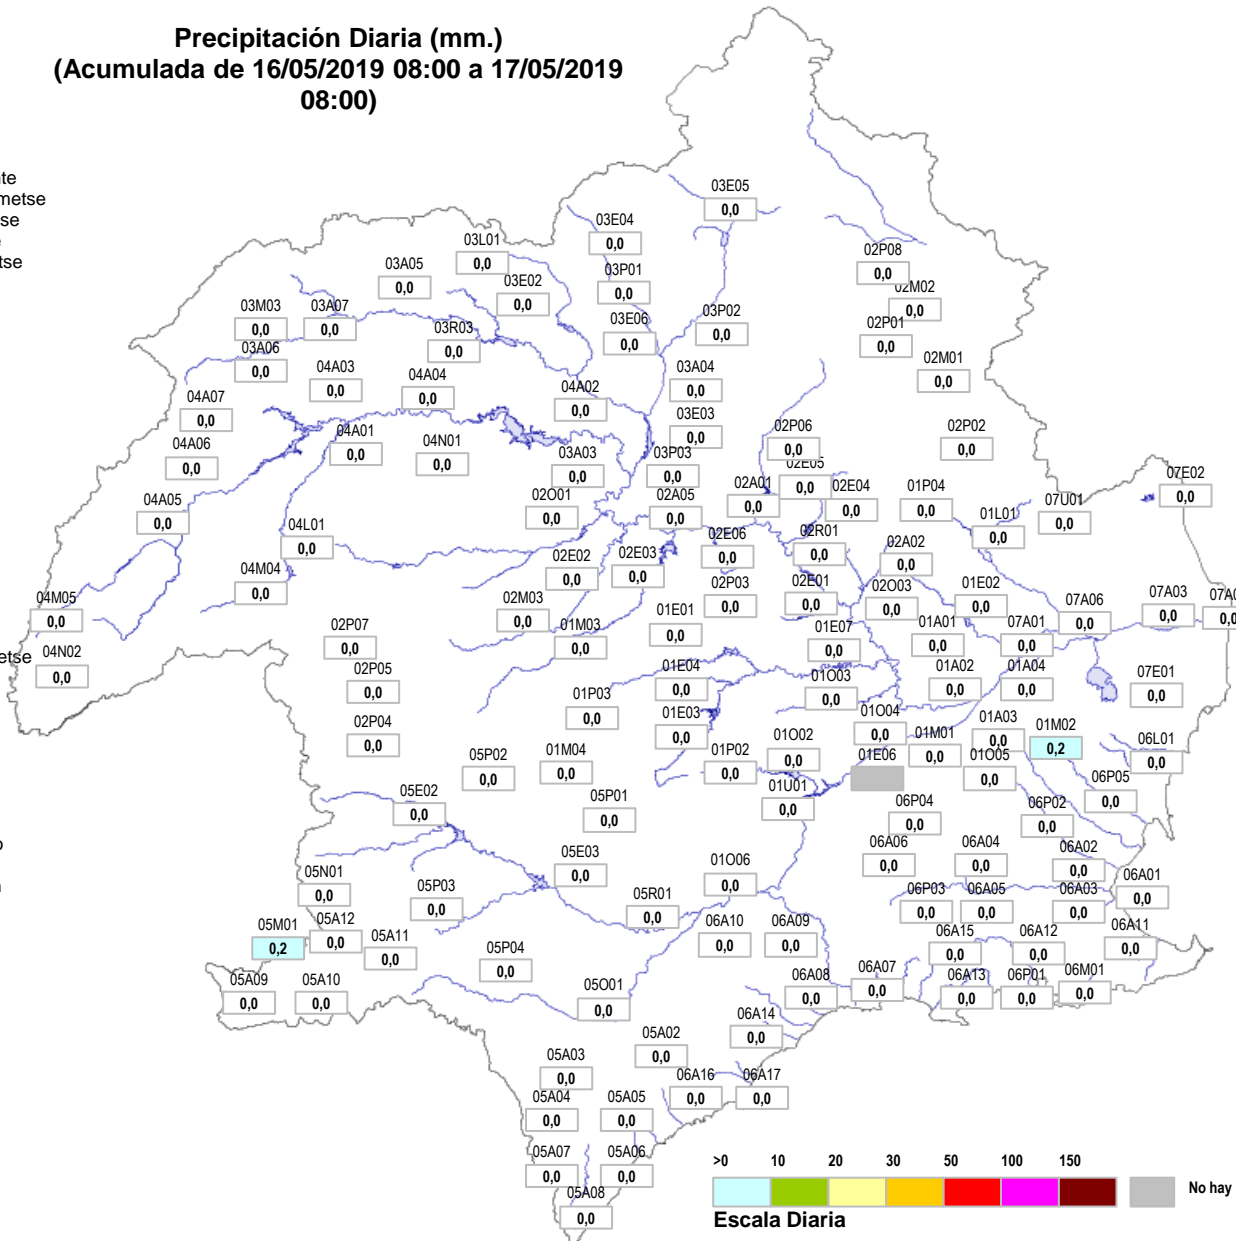 Precipitación Diaria (mm.)
(Acumulada de 16/05/2019 08:00 a 17/05/2019
08:00)
nte
metse
se
e
tse
03E05
0,0
03E04
0,0
03L01
0,0
02P08
0,0
03A05
0,0
03E02
0,0
03P01
0,0
02M02
0,0
03M03
0,0
03A07
0,0
03R03
0,0
03E06
0,0
03P02
0,0
02P01
0,0
03A06
0,0
04A03
0,0
04A04
0,0
04A02
0,0
03A04
0,0
02M01
0,0
04A07
0,0
03E03
0,0
04A06
0,0
04A01
0,0
04N01
0,0
03A03
0,0
03P03
0,0
02P06
0,0
02P02
0,0
02E05
0,0
07E02
0,0
04A05
0,0
02O01
0,0
02A05
0,0
02A01
0,0
02E04
0,0
01P04
0,0
01L01
0,0
07U01
0,0
04L01
0,0
02E02
0,0
02E03
0,0
02E06
0,0
02R01
0,0
02A02
0,0
04M04
0,0
04M05
0,0
02M03
0,0
02P03
0,0
02E01
0,0
02O03
0,0
01E02
0,0
07A06
0,0
07A03
0,0
07A0
0,0
02P07
0,0
01M03
0,0
01E01
0,0
01E07
0,0
01A01
0,0
07A01
0,0
etse
04N02
0,0
02P05
0,0
01E04
0,0
01O03
0,0
01A02
0,0
01A04
0,0
07E01
0,0
01P03
0,0
02P04
0,0
01E03
0,0
01O04
0,0
01M01
0,0
01A03
0,0
01M02
0,2
06L01
0,0
05P02
0,0
01M04
0,0
01P02
0,0
01O02
0,0
01E06
01O05
0,0
05E02
0,0
05P01
0,0
01U01
0,0
06P04
0,0
06P02
0,0
06P05
0,0
o
05E03
0,0
01O06
0,0
06A06
0,0
06A04
0,0
06A02
0,0
n
05N01
0,0
05P03
0,0
05R01
0,0
06P03
0,0
06A05
0,0
06A03
0,0
06A01
0,0
05M01
0,2
05A12
0,0
05A11
0,0
06A10
0,0
06A09
0,0
06A15
0,0
06A12
0,0
06A11
0,0
05P04
0,0
05A09
0,0
05A10
0,0
05O01
0,0
06A08
0,0
06A07
0,0
06A13
0,0
06P01
0,0
06M01
0,0
05A02
0,0
06A14
0,0
05A03
0,0
06A16
0,0
06A17
0,0
05A04
0,0
05A05
0,0
05A07
0,0
05A06
0,0
05A08
0,0
>0 10 20 30 50 100 150
No hay
Escala Diaria